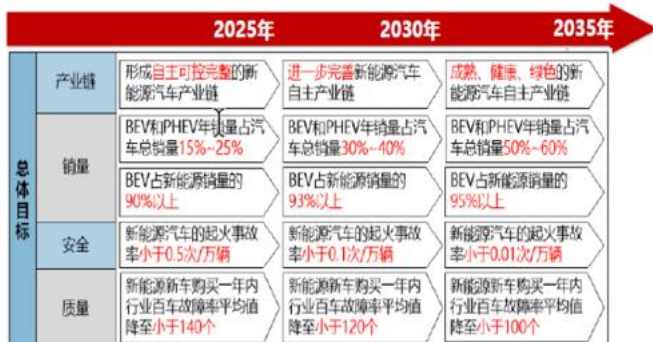 2025年
2030年
2035年
总体目标
产业链
形成自主可控完整的新
能源汽车产业链
进一步完善新能源汽车
自主产业链
成熟、健康、绿色的新
能源汽车自主产业链
销量
BEV和PHEV年销量占汽
车总销量15%~25%
BEV和PHEV年销量占汽
车总销量30%~40%
BEV和PHEV年销量占汽
车总销量50%~60%
BEV占新能源销量的
90%以上
BEV占新能源销量的
93%以上
BEV占新能源销量的
95%以上
安全
新能源汽车的起火事故
率小于0.5次/万辆
新能源汽车的起火事故
率小于0.1次/万辆
新能源汽车的起火事故
率小于0.01次/万辆
质量
新能源新车购买一年内
行业百车故障率平均值
降至小于140个
新能源新车购买一年内
行业百车故障率平均值
降至小于120个
新能源新车购买一年内
行业百车故障率平均值
降至小于100个